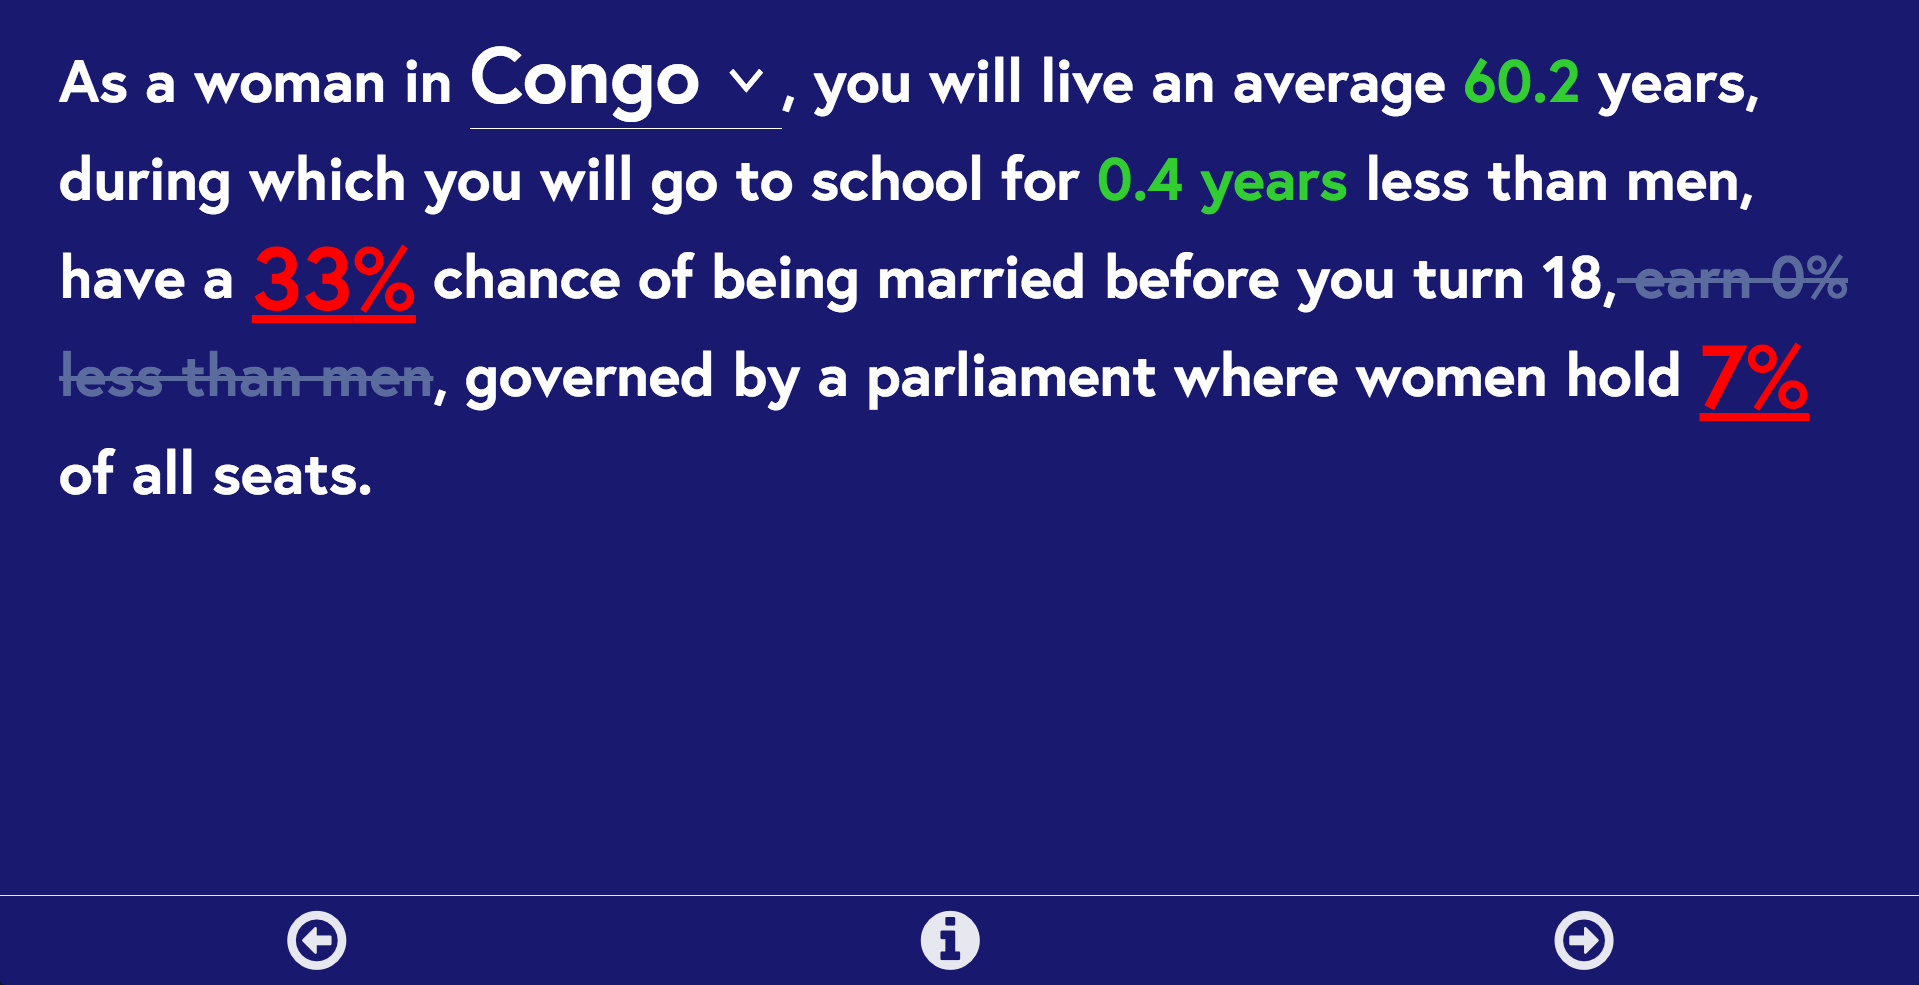 As a woman in Congo, you will live an average 60.2 years,
during which you will go to school for 0.4 years less than men,
have a 33% chance of being married before you turn 18, earn 0%
less than men, governed by a parliament where women hold 7%
of all seats.